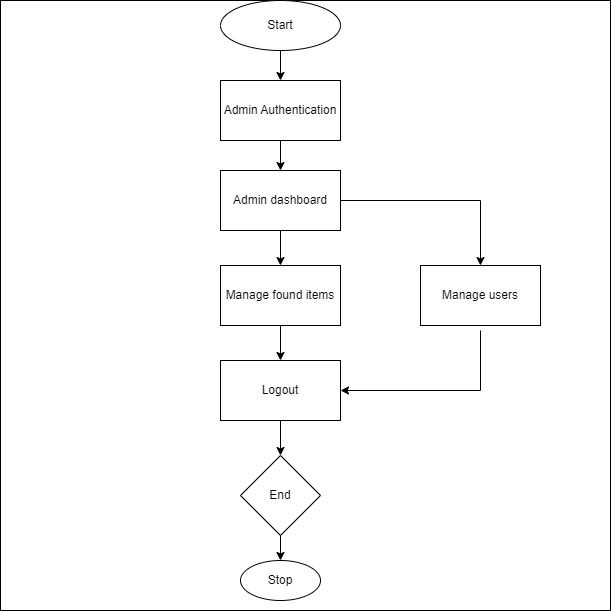 Start
Admin Authentication
Admin dashboard
Manage found items
Manage users
Logout
End
Stop